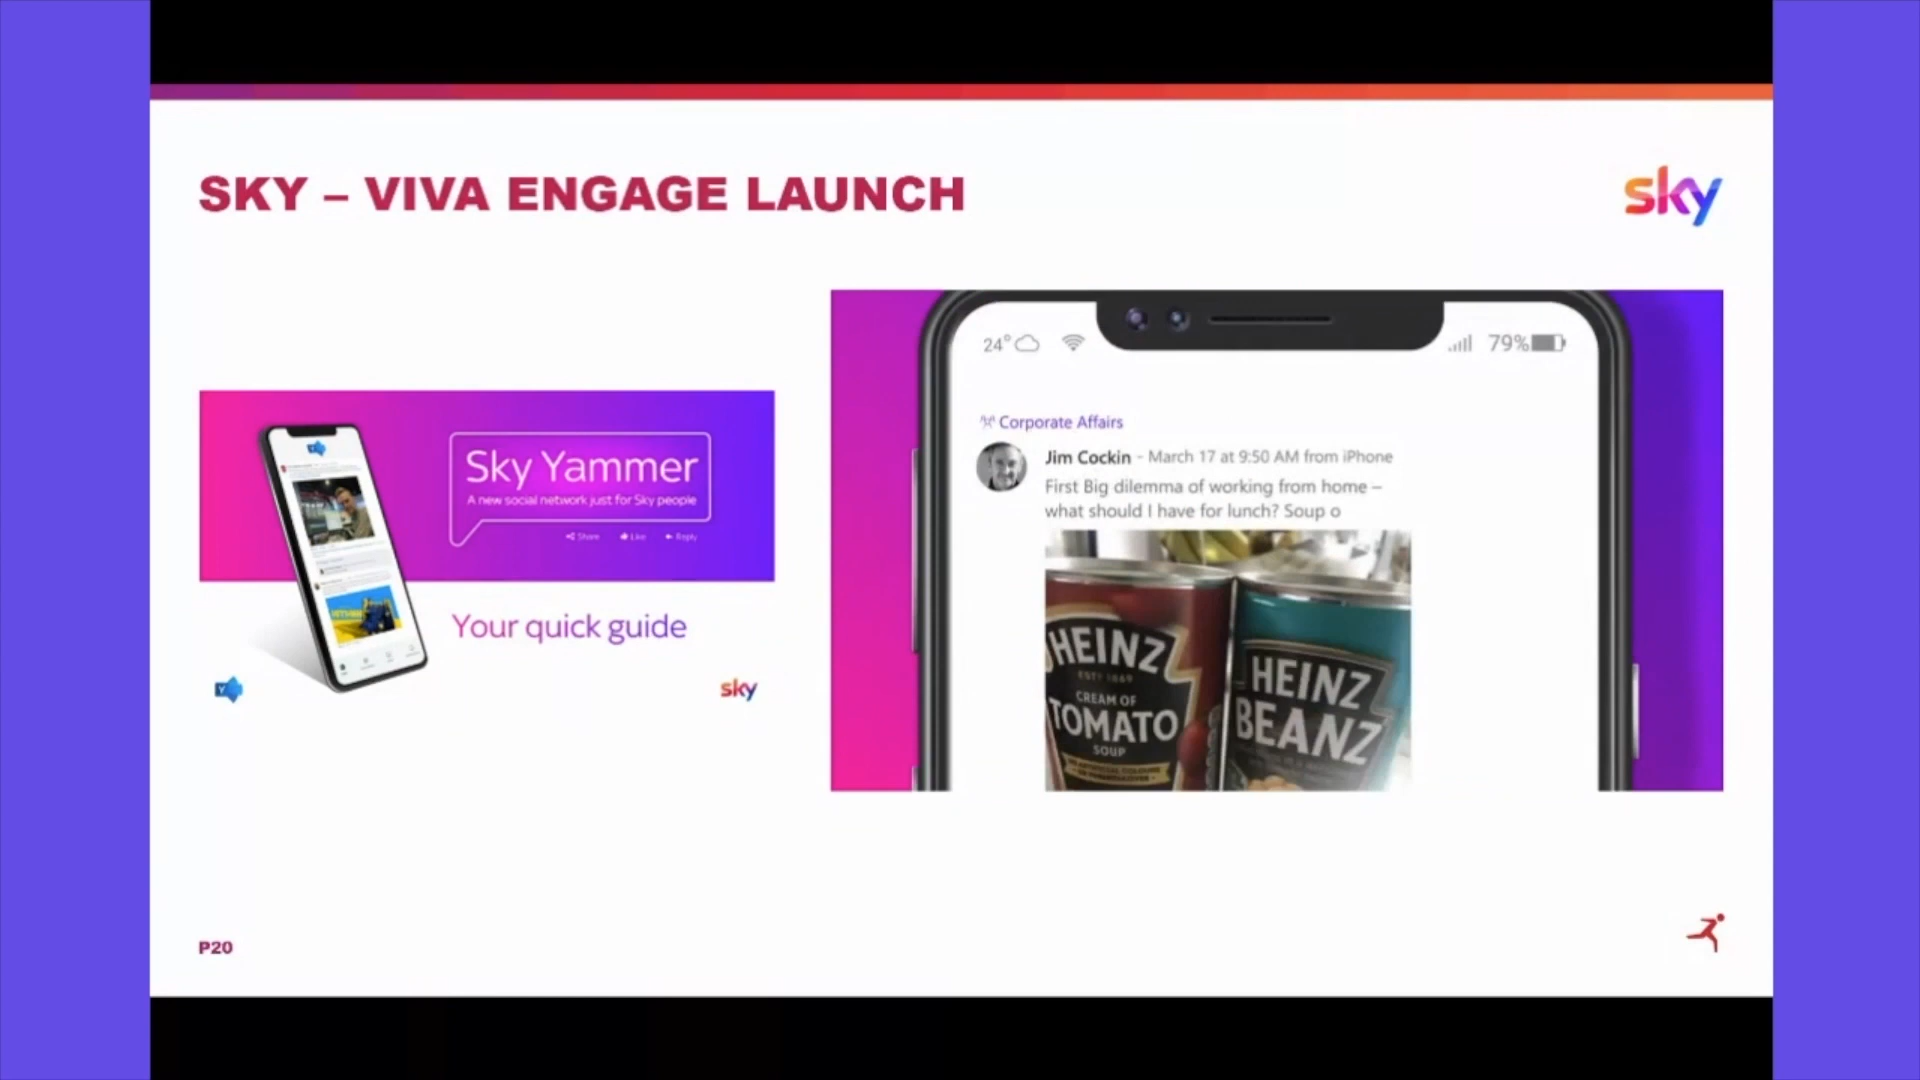 SKY – VIVA ENGAGE LAUNCH
sky
Sky Yammer
A new social network just for Sky people
Share Like Reply
Your quick guide
sky
24° 79%
Corporate Affairs
Jim Cockin - March 17 at 9:50 AM from iPhone
First Big dilemma of working from home –
what should I have for lunch? Soup o
HEINZ
ESTD 1869
CREAM OF
TOMATO
SOUP
HEINZ
BEANZ
P20